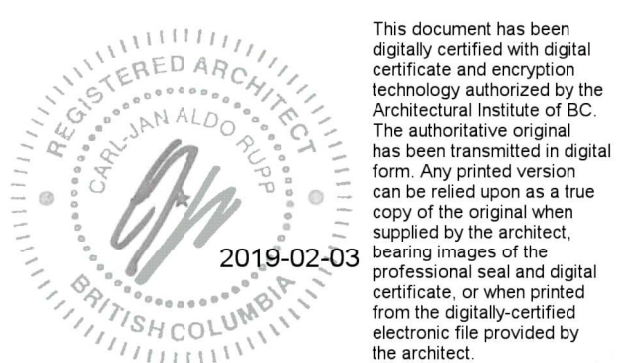 REGISTERED ARCHITECT
CARL-JAN ALDO RUPP
2019-02-03
BRITISH COLUMBIA
This document has been
digitally certified with digital
certificate and encryption
technology authorized by the
Architectural Institute of BC.
The authoritative original
has been transmitted in digital
form. Any printed version
can be relied upon as a true
copy of the original when
supplied by the architect,
bearing images of the
professional seal and digital
certificate, or when printed
from the digitally-certified
electronic file provided by
the architect.